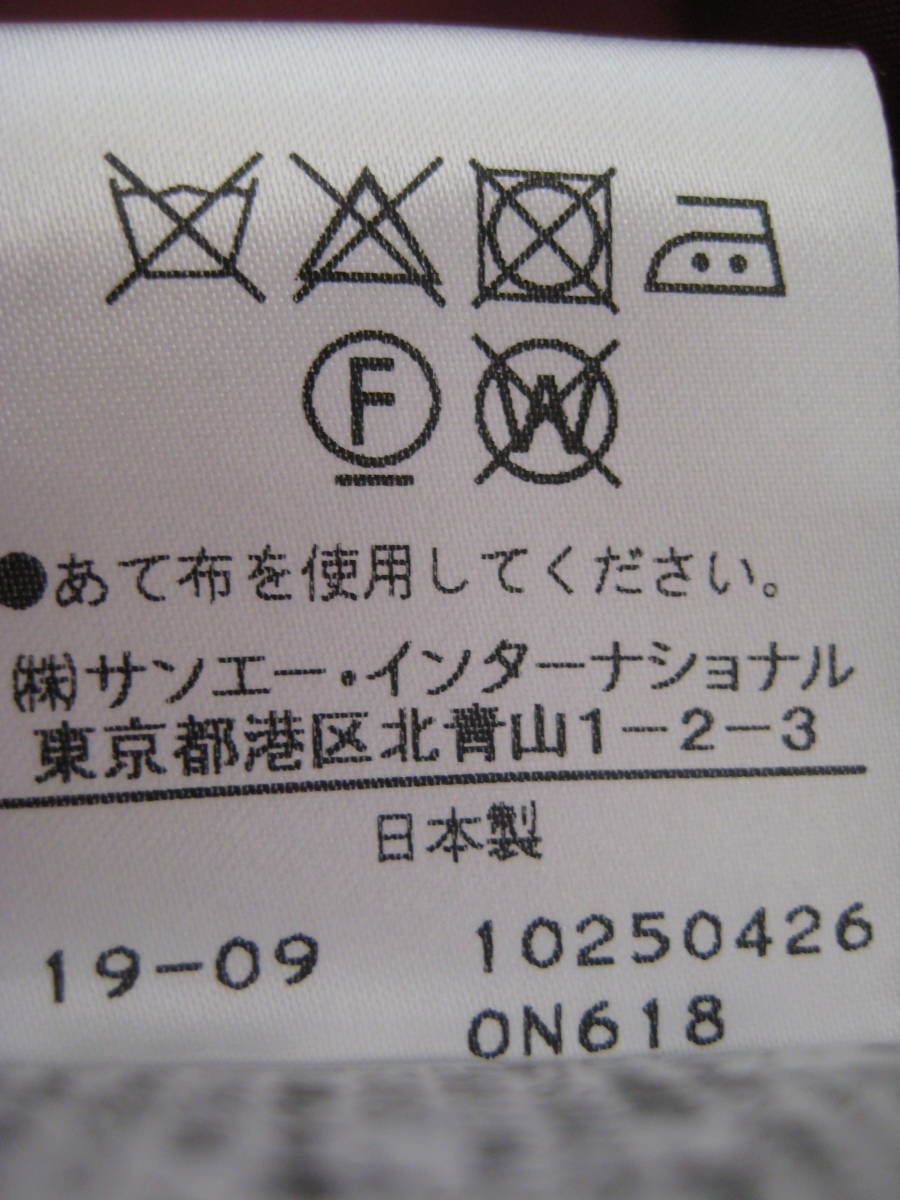 F W
●あて布を使用してください。
㈱サンエー・インターナショナル
東京都港区北青山1-2-3
日本製
19-09 10250426
0N618